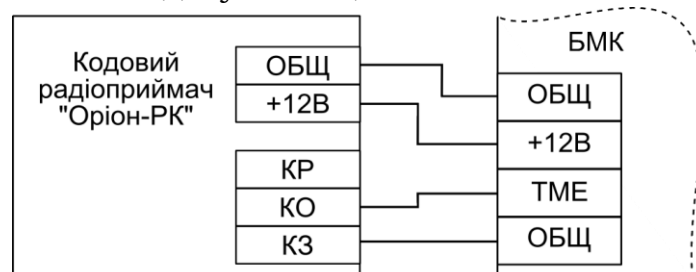 Кодовий
радіоприймач
"Оріон-РК"
ОБЩ
+12В
КР
КО
КЗ
БМК
ОБЩ
+12В
ТМЕ
ОБЩ